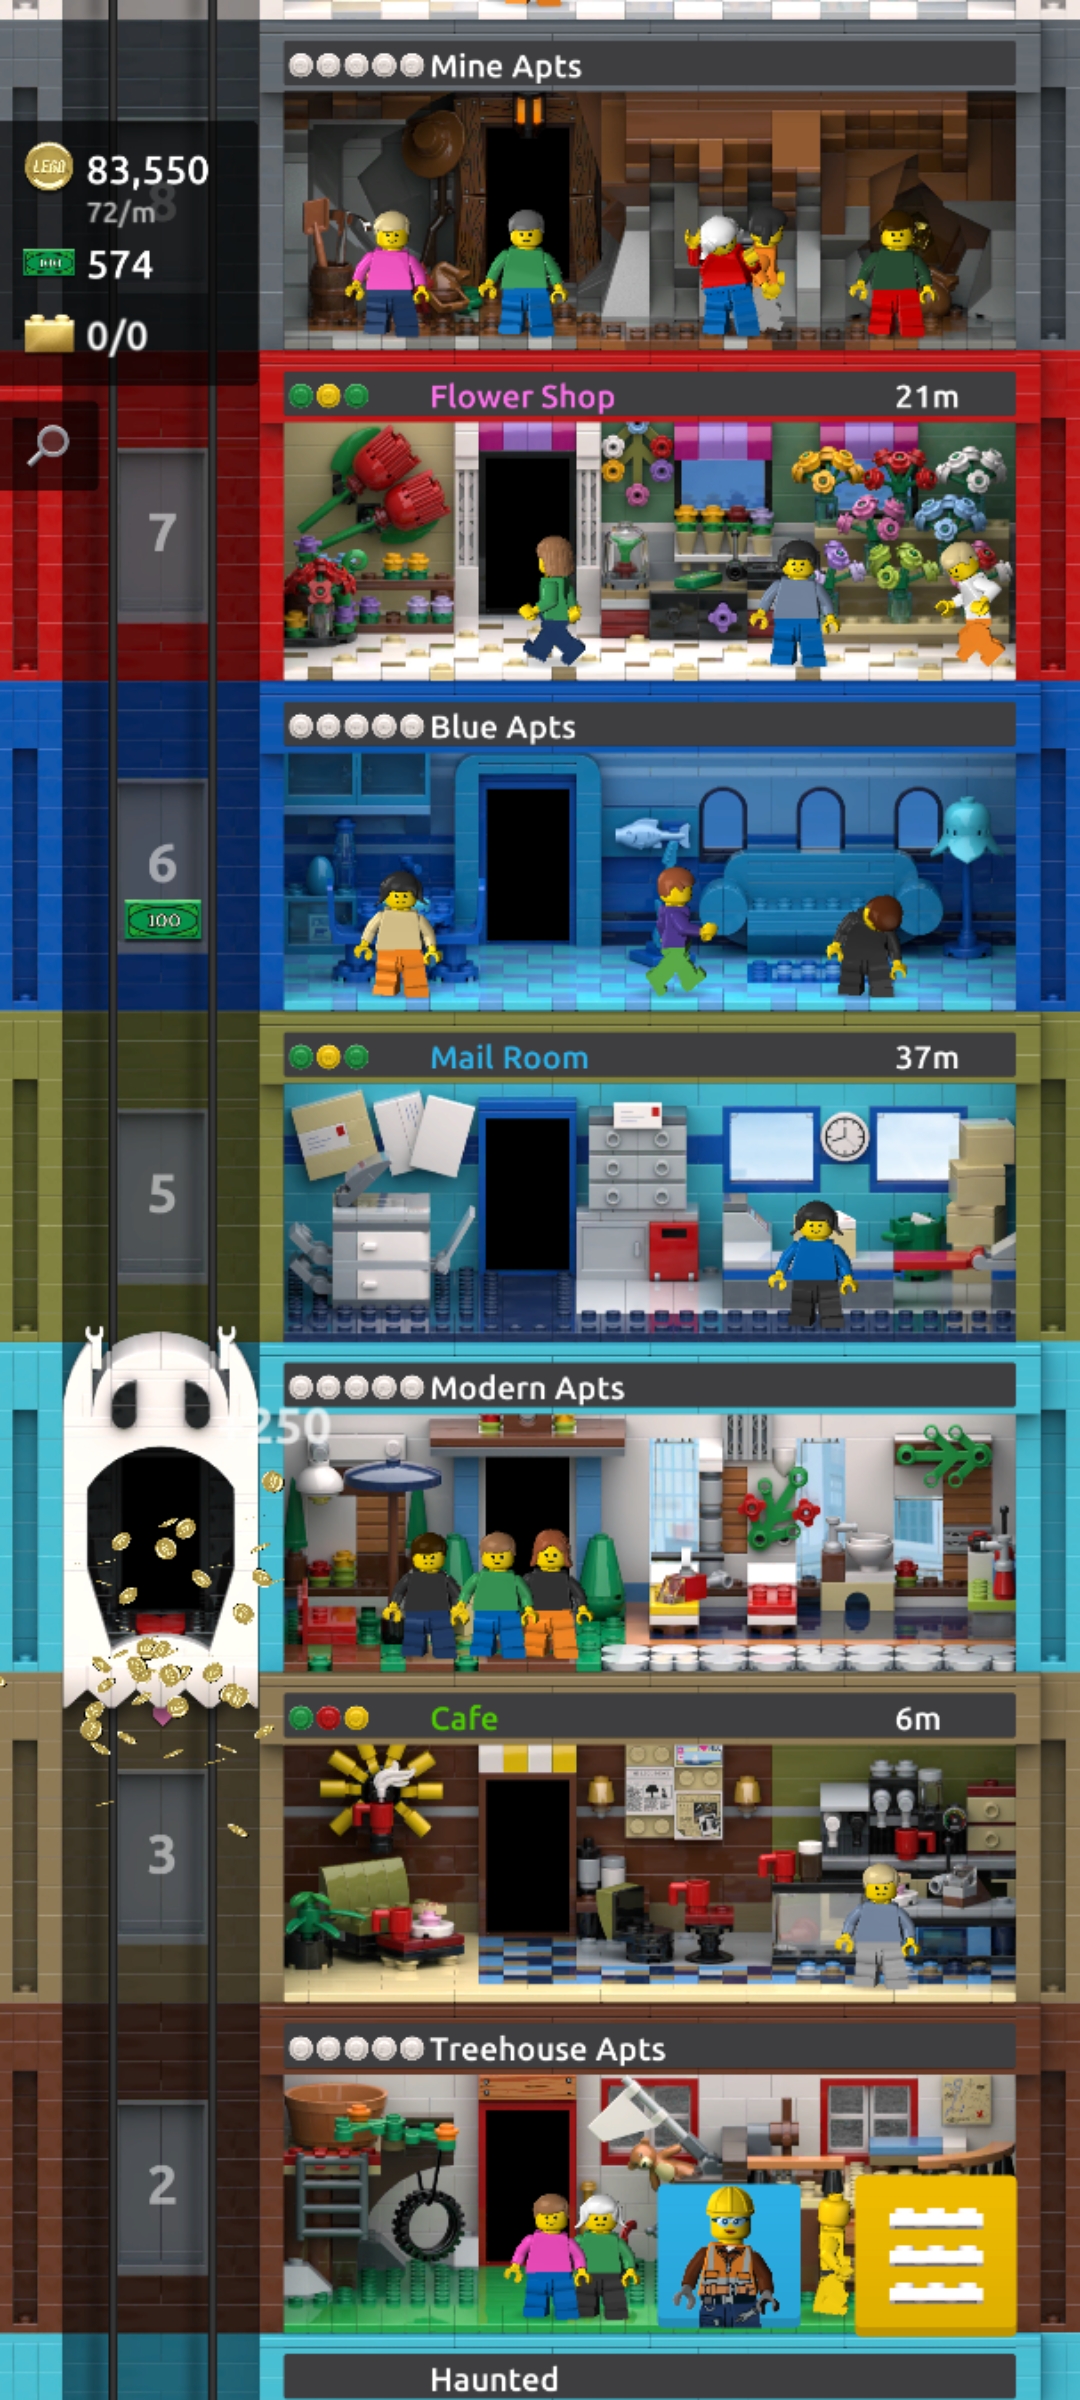 Mine Apts
LEGO
83,550
72/m
8
574
0/0
Flower Shop
21m
7
Blue Apts
6
100
Mail Room
37m
5
Modern Apts
250
Cafe
6m
3
Treehouse Apts
2
Haunted